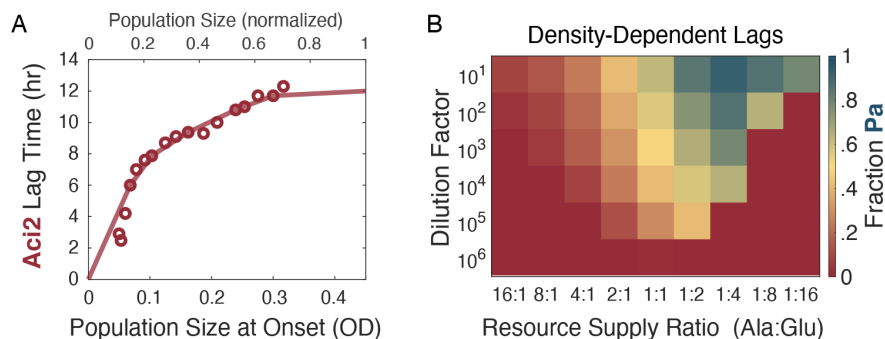 A
Population Size (normalized)
0 0.2 0.4 0.6 0.8 1
14
12
10
8
6
4
2
0
Aci2 Lag Time (hr)
0 0.1 0.2 0.3 0.4
Population Size at Onset (OD)
B
Density-Dependent Lags
Dilution Factor
10¹
10²
10³
10⁴
10⁵
10⁶
16:1 8:1 4:1 2:1 1:1 1:2 1:4 1:8 1:16
Resource Supply Ratio (Ala:Glu)
1
.8
.6
.4
.2
0
Fraction Pa